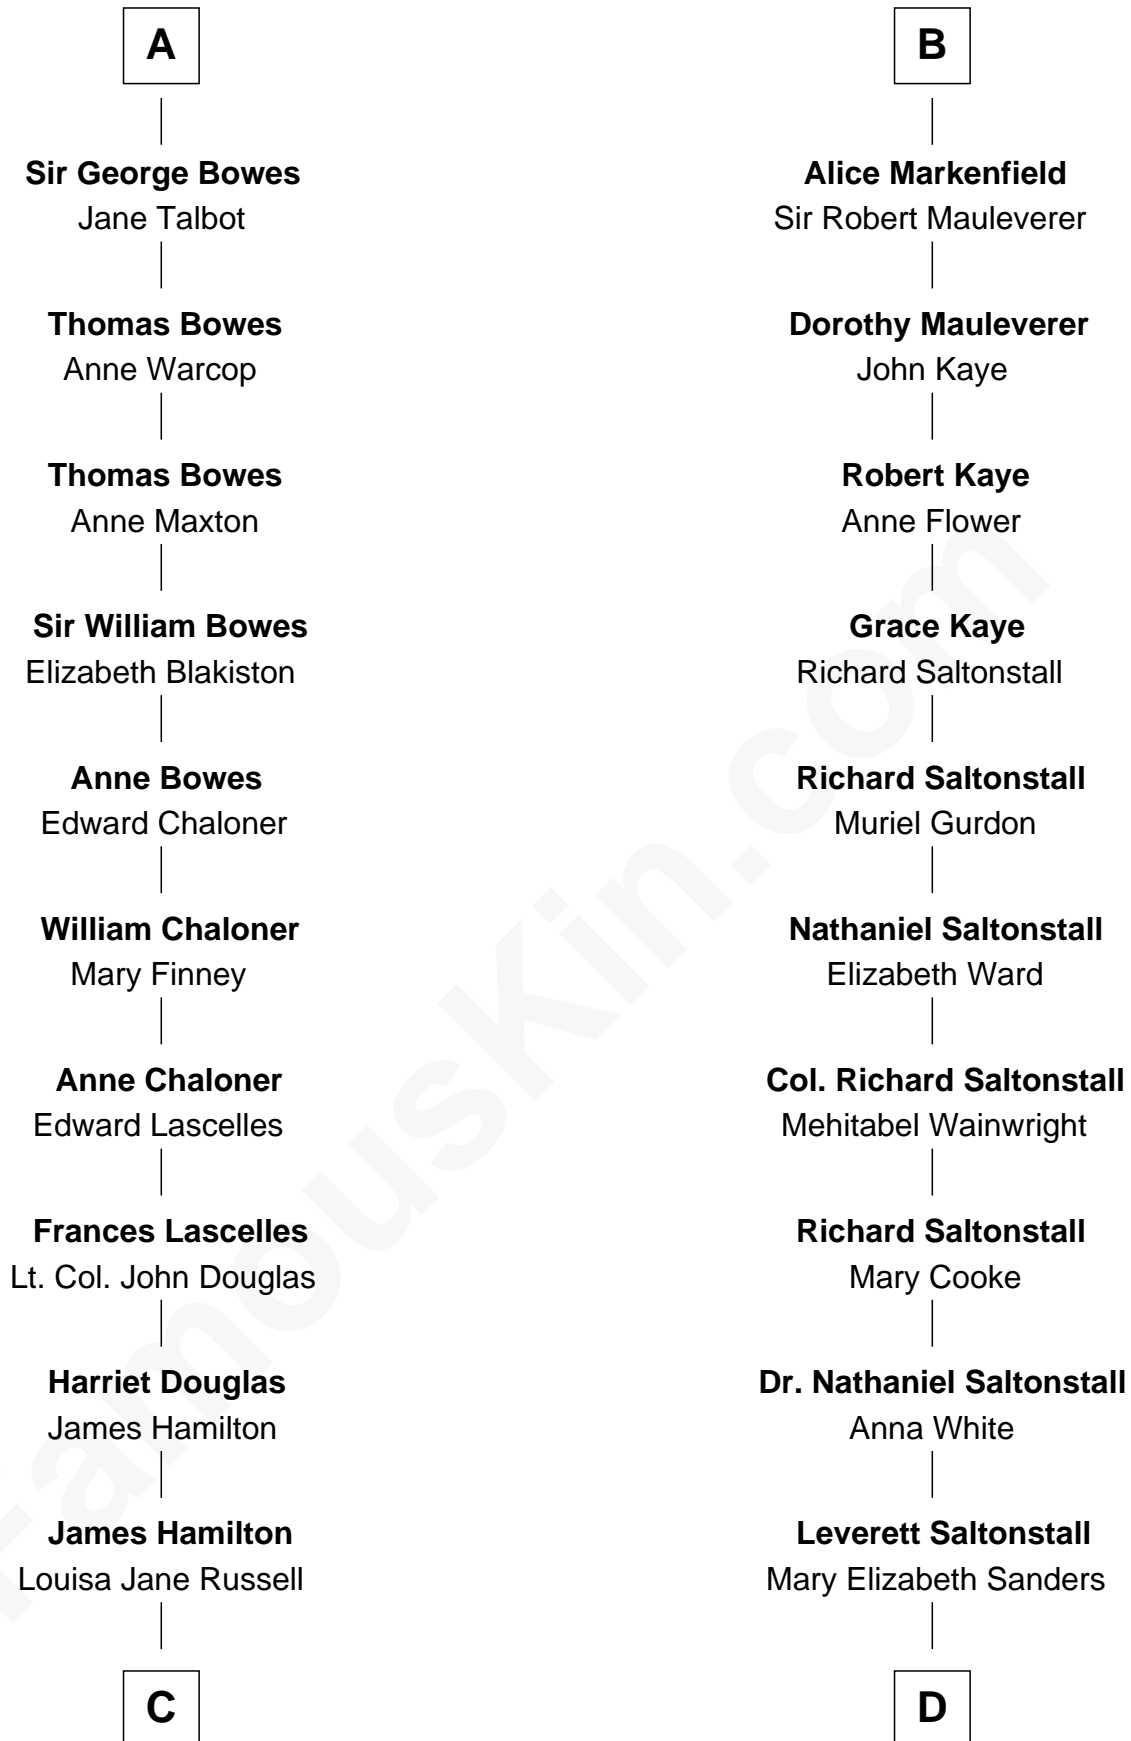 A
Sir George Bowes
Jane Talbot
Thomas Bowes
Anne Warcop
Thomas Bowes
Anne Maxton
Sir William Bowes
Elizabeth Blakiston
Anne Bowes
Edward Chaloner
William Chaloner
Mary Finney
Anne Chaloner
Edward Lascelles
Frances Lascelles
Lt. Col. John Douglas
Harriet Douglas
James Hamilton
James Hamilton
Louisa Jane Russell
C
B
Alice Markenfield
Sir Robert Mauleverer
Dorothy Mauleverer
John Kaye
Robert Kaye
Anne Flower
Grace Kaye
Richard Saltonstall
Richard Saltonstall
Muriel Gurdon
Nathaniel Saltonstall
Elizabeth Ward
Col. Richard Saltonstall
Mehitabel Wainwright
Richard Saltonstall
Mary Cooke
Dr. Nathaniel Saltonstall
Anna White
Leverett Saltonstall
Mary Elizabeth Sanders
D
FamousKin.com